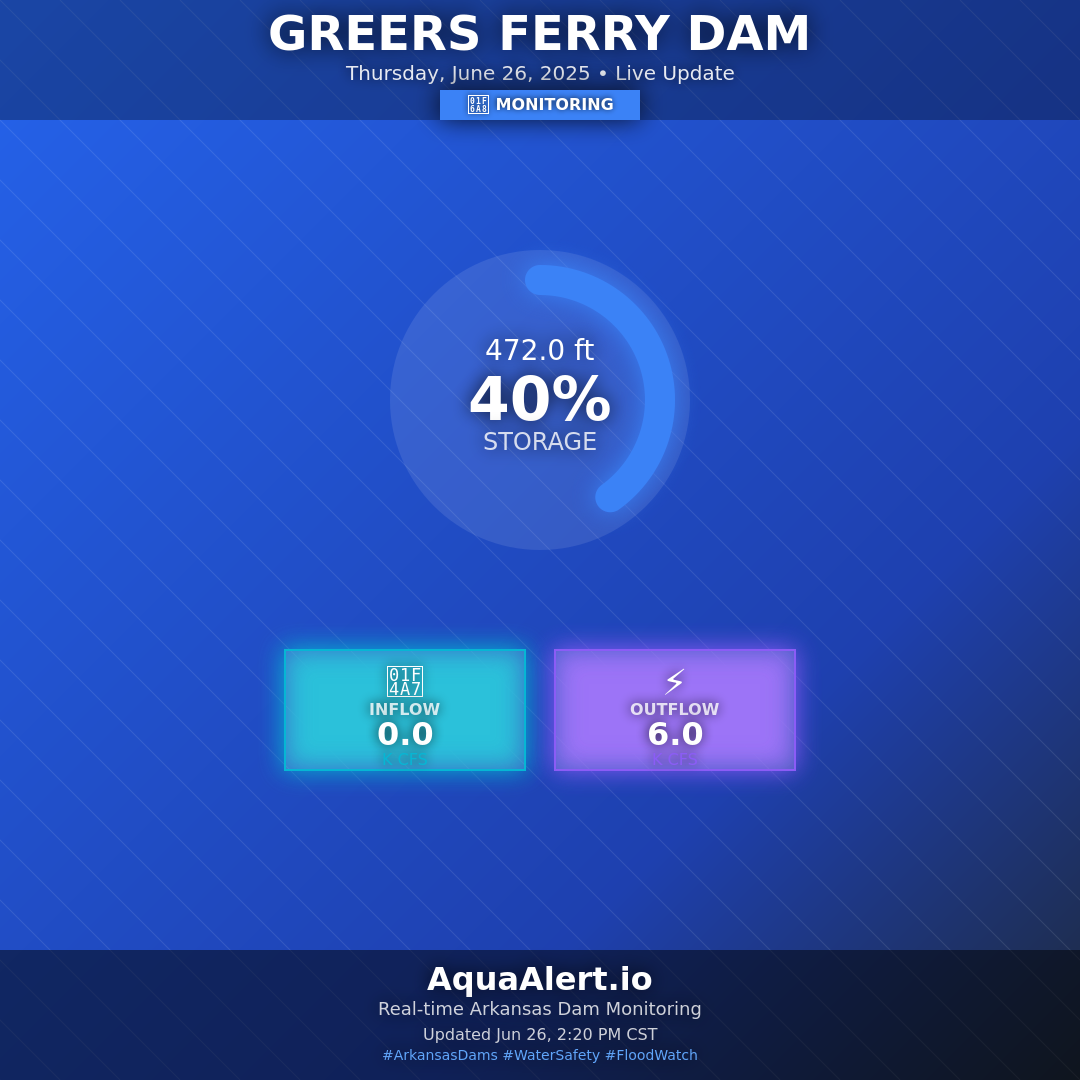 GREERS FERRY DAM
Thursday, June 26, 2025 • Live Update
MONITORING
472.0 ft
40%
STORAGE
INFLOW
0.0
K CFS
⚡
OUTFLOW
6.0
K CFS
AquaAlert.io
Real-time Arkansas Dam Monitoring
Updated Jun 26, 2:20 PM CST
#ArkansasDams #WaterSafety #FloodWatch